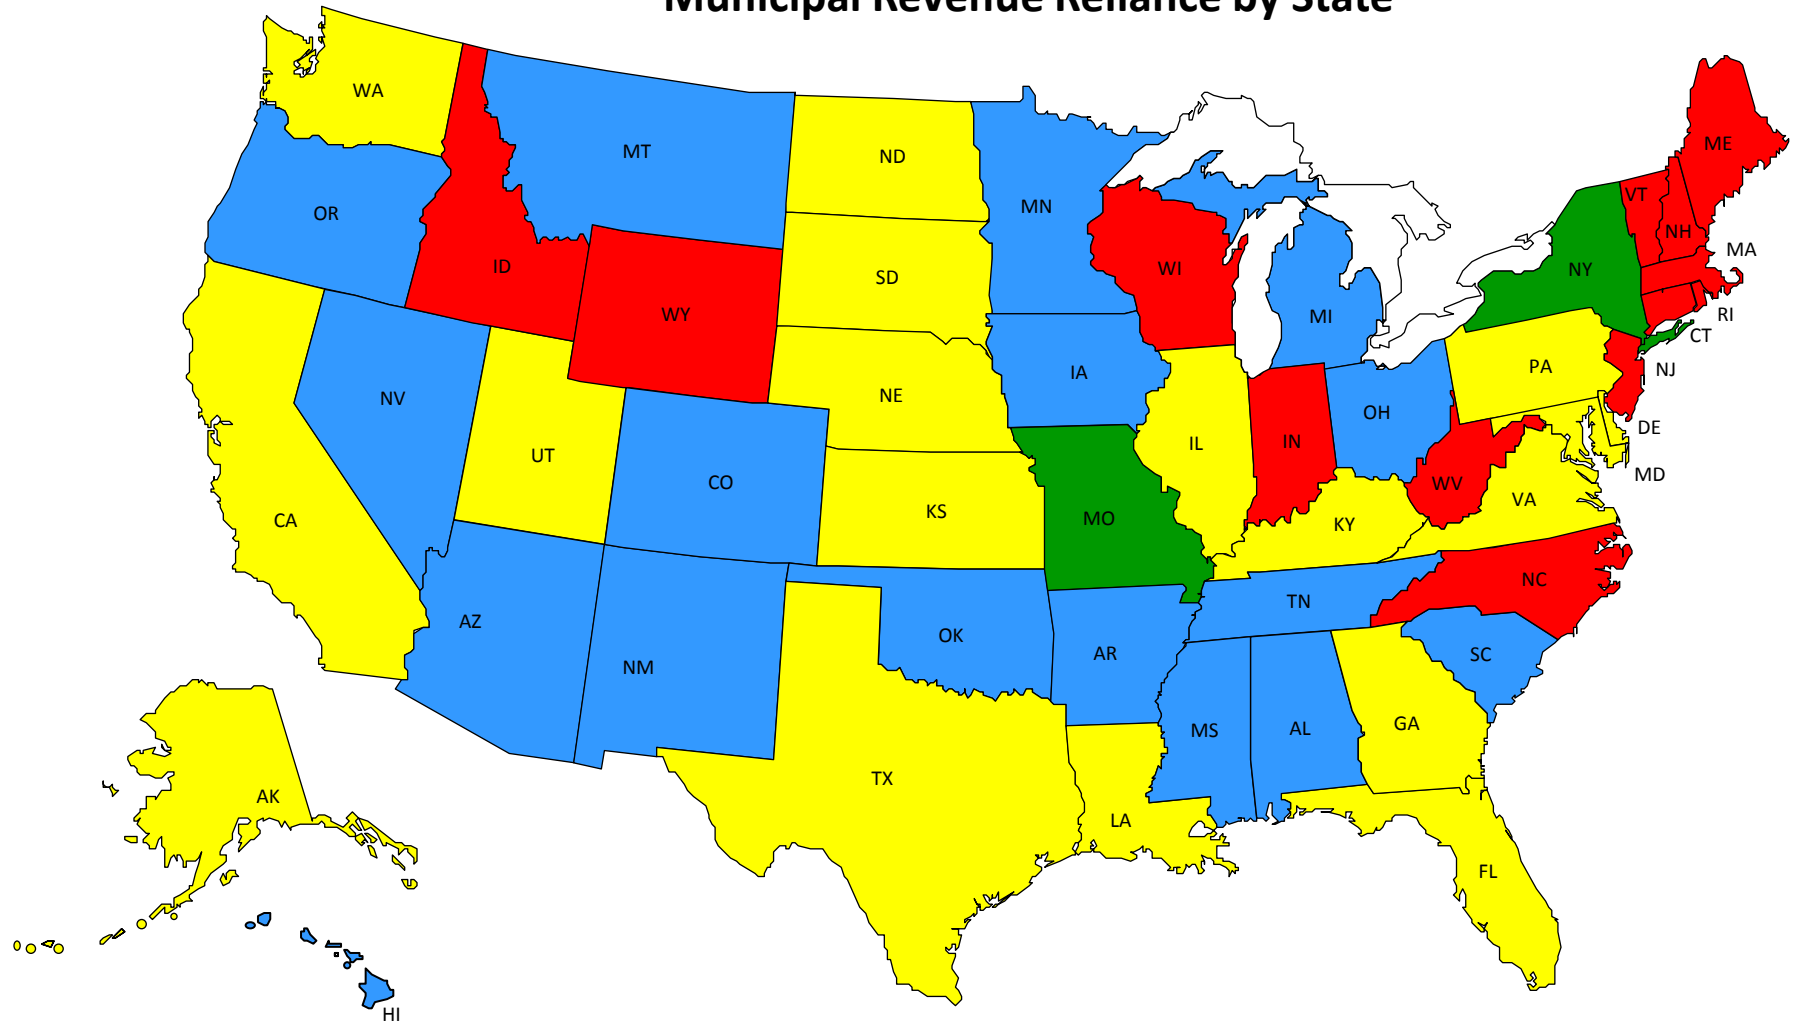 Municipal Revenue Reliance by State
WA
MT
ND
MN
ME
OR
ID
SD
WI
VT
NH
MA
NY
WY
MI
RI
CT
NV
UT
NE
IA
IL
IN
OH
PA
NJ
DE
MD
CA
CO
KS
MO
KY
WV
VA
AZ
NM
OK
AR
TN
NC
SC
TX
LA
MS
AL
GA
FL
AK
HI